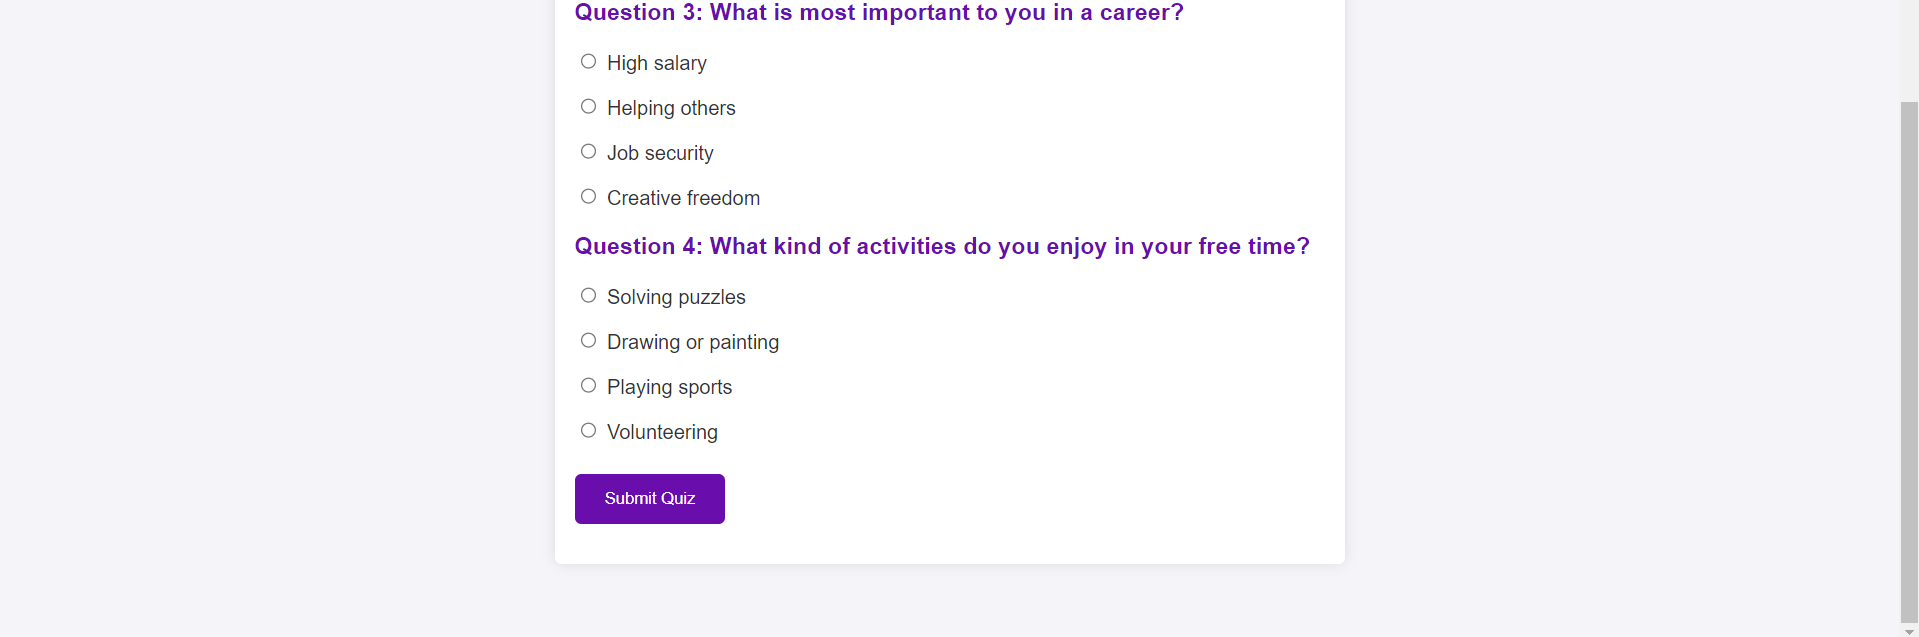 Question 3: What is most important to you in a career?
High salary
Helping others
Job security
Creative freedom
Question 4: What kind of activities do you enjoy in your free time?
Solving puzzles
Drawing or painting
Playing sports
Volunteering
Submit Quiz